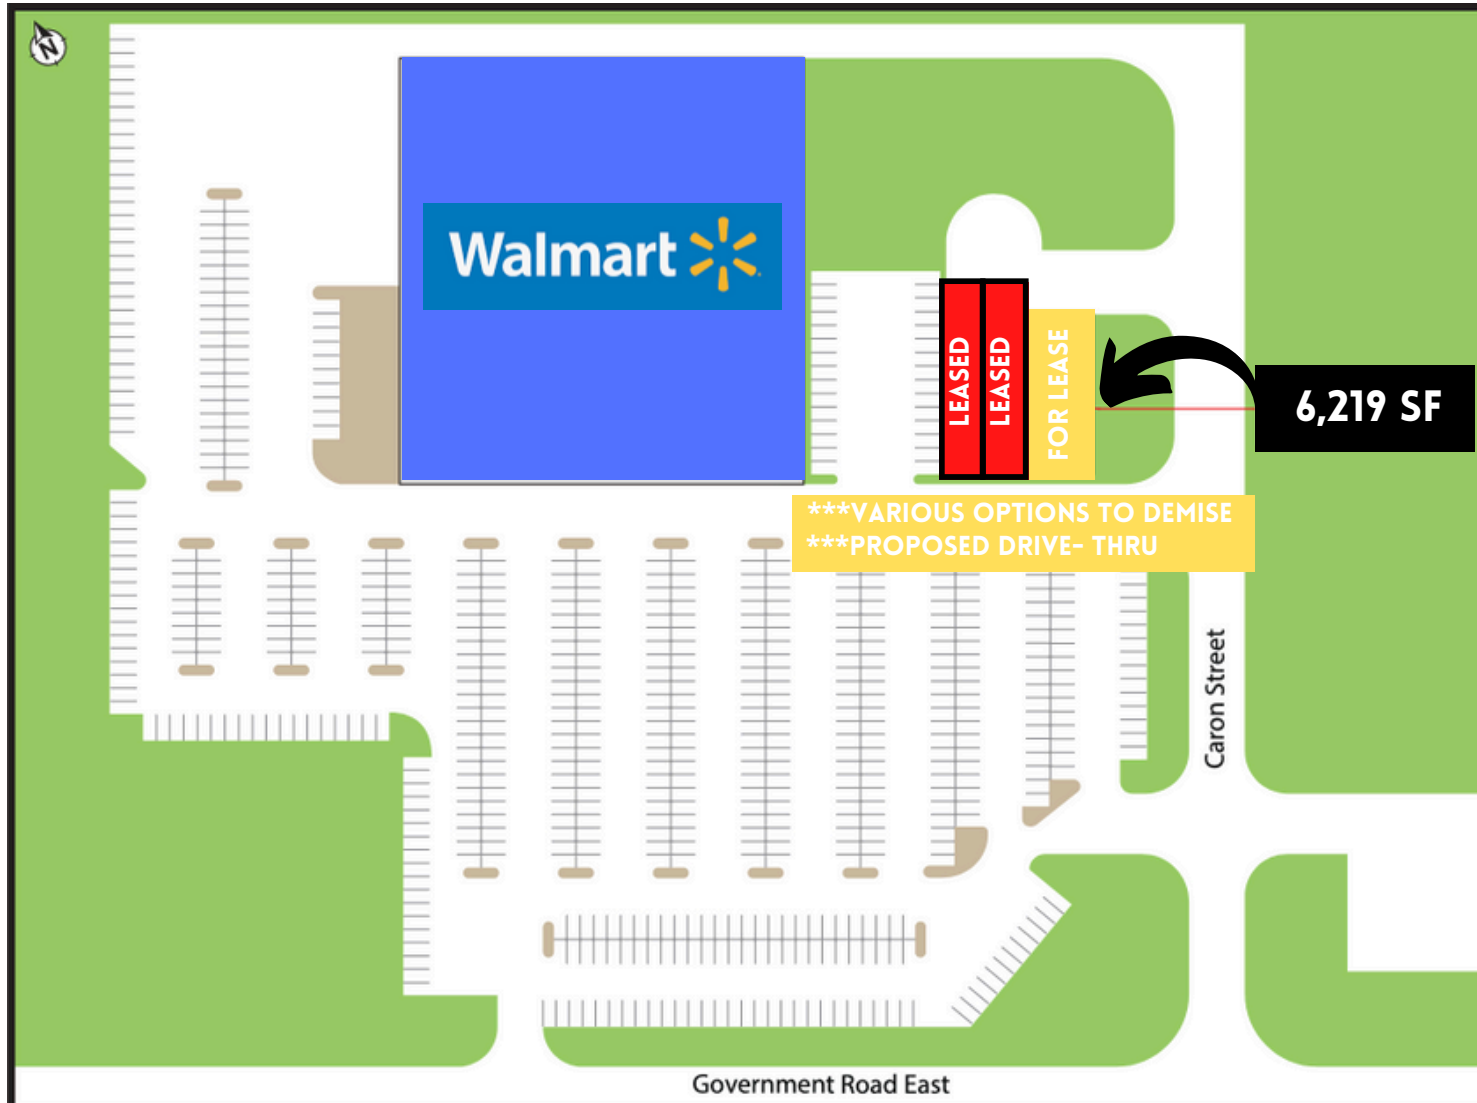 N
Walmart
LEASED
LEASED
FOR LEASE
6,219 SF
***VARIOUS OPTIONS TO DEMISE
***PROPOSED DRIVE- THRU
Caron Street
Government Road East